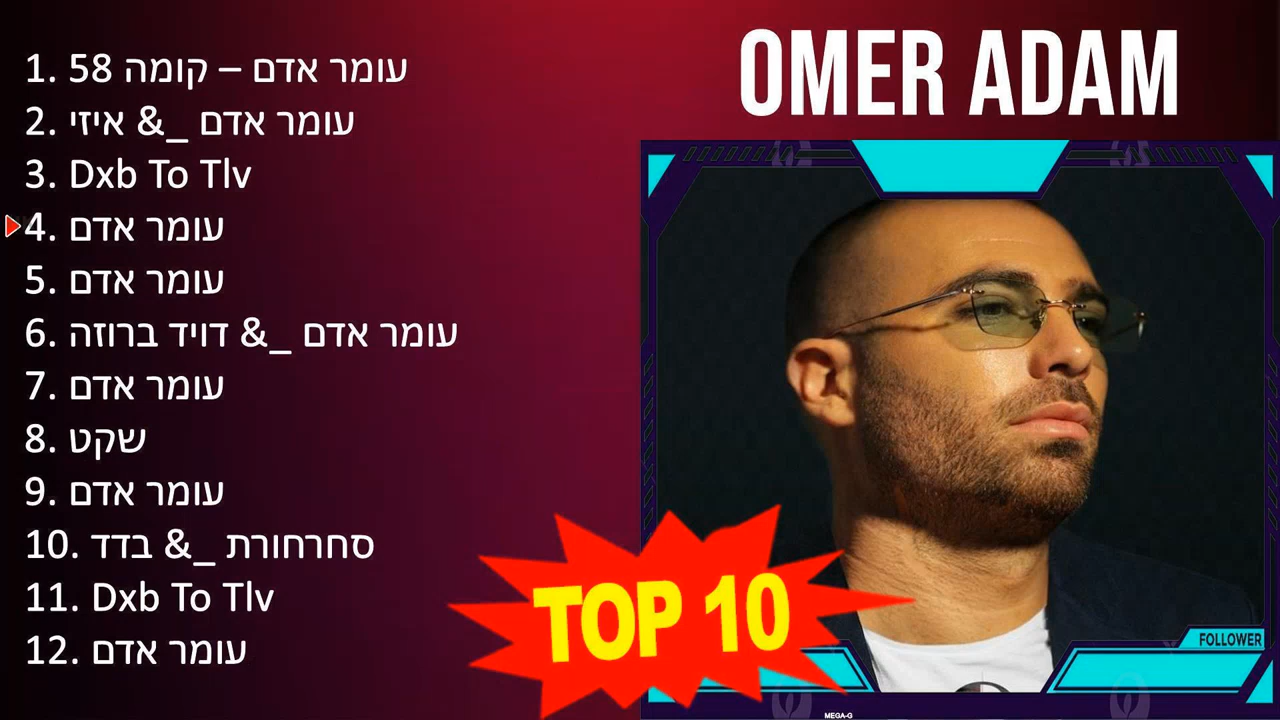 OMER ADAM
1. עומר אדם – קומה 58
2. עומר אדם _& איזי
3. Dxb To Tlv
4. עומר אדם
5. עומר אדם
6. עומר אדם _& דויד ברוזה
7. עומר אדם
8. שקט
9. עומר אדם
10. סחרחורת _& בדד
11. Dxb To Tlv
12. עומר אדם
TOP 10
FOLLOWER
MEGA-G